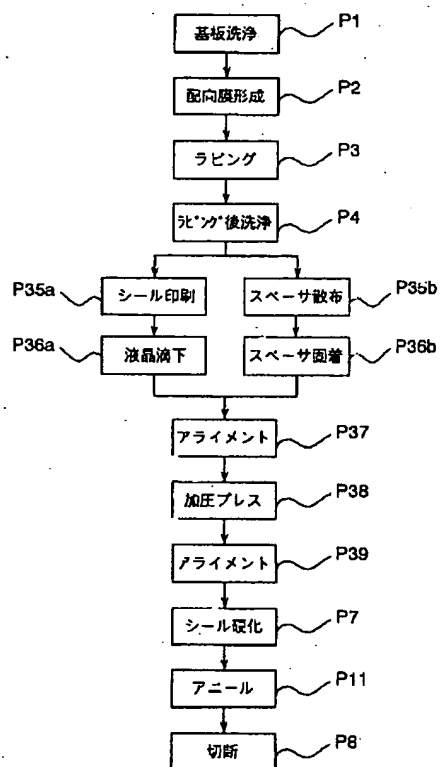 基板洗浄 P1
配向膜形成 P2
ラビング P3
ﾗﾋﾞﾝｸﾞ後洗浄 P4
P35a シール印刷 スペーサ散布 P35b
P36a 液晶滴下 スペーサ固着 P36b
アライメント P37
加圧プレス P38
アライメント P39
シール硬化 P7
アニール P11
切断 P8